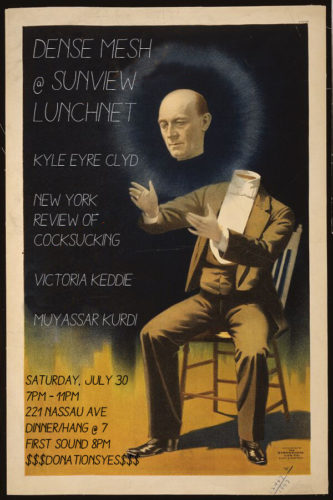 DENSE MESH
@ SUNVIEW
LUNCHNET
KYLE EYRE CLYD
NEW YORK
REVIEW OF
COCKSUCKING
VICTORIA KEDDIE
MUYASSAR KURDI
SATURDAY, JULY 30
7PM - 11PM
221 NASSAU AVE
DINNER/HANG @ 7
FIRST SOUND 8PM
$$$DONATIONSYES$$$